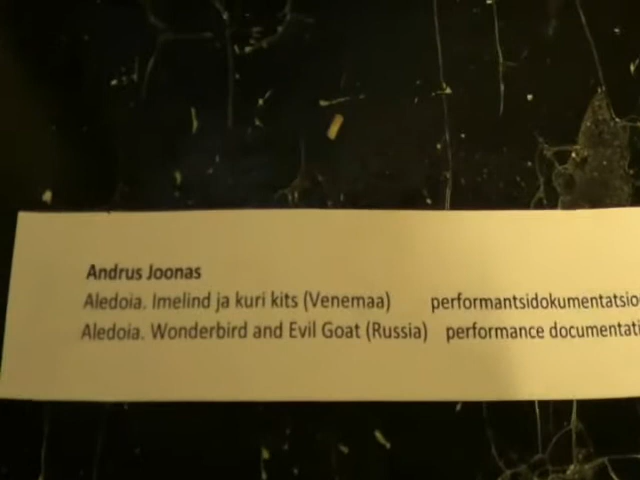 Andrus Joonas
Aledoia. Imelind ja kuri kits (Venemaa) performantsidokumentatsio
Aledoia. Wonderbird and Evil Goat (Russia) performance documentati